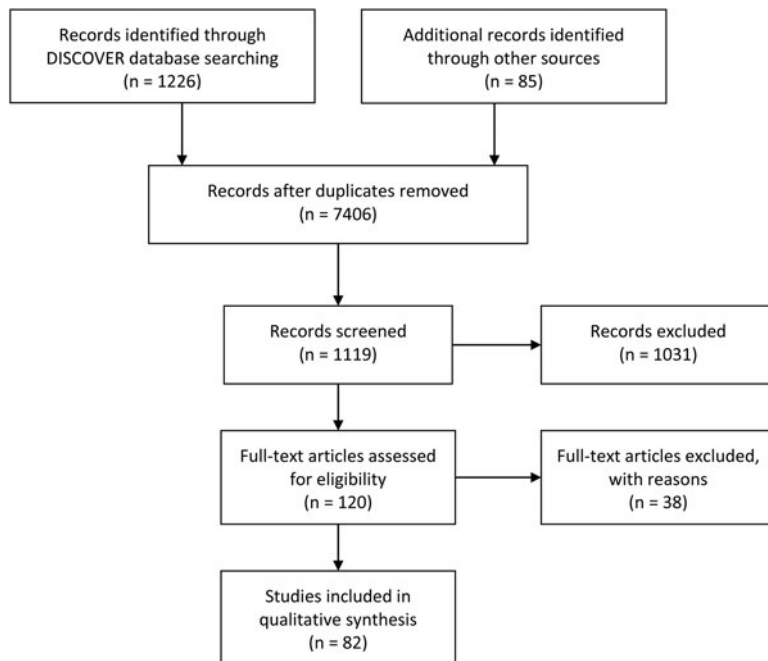 Records identified through
DISCOVER database searching
(n = 1226)
Additional records identified
through other sources
(n = 85)
Records after duplicates removed
(n = 7406)
Records screened
(n = 1119)
Records excluded
(n = 1031)
Full-text articles assessed
for eligibility
(n = 120)
Full-text articles excluded,
with reasons
(n = 38)
Studies included in
qualitative synthesis
(n = 82)